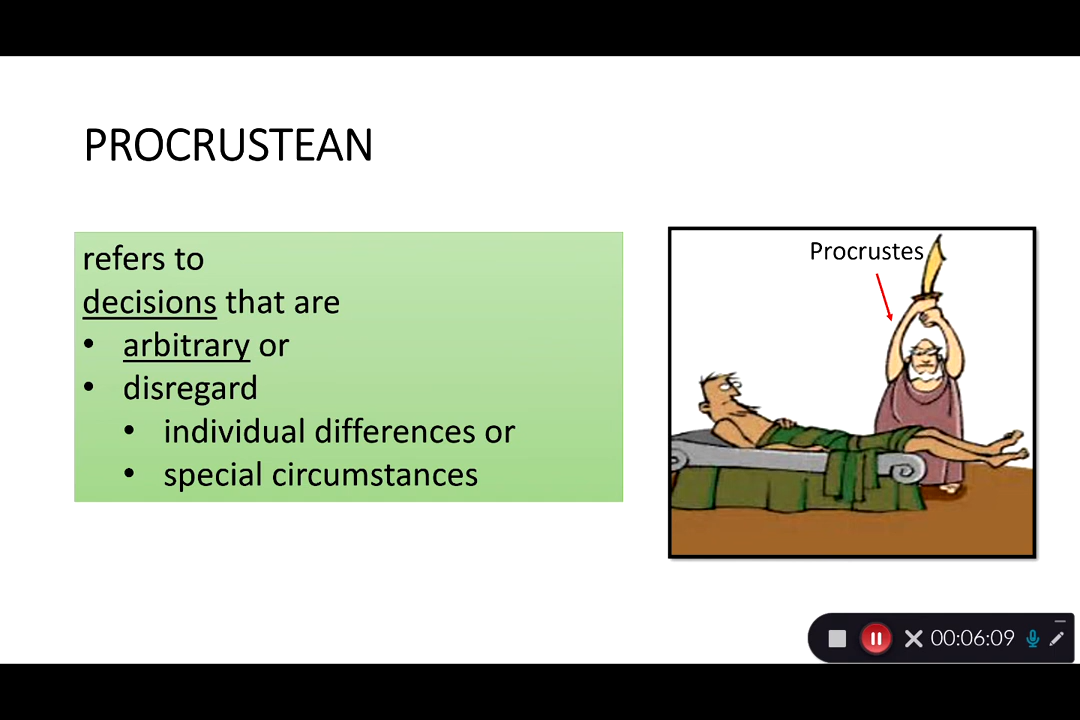 PROCRUSTEAN
refers to
decisions that are
• arbitrary or
• disregard
• individual differences or
• special circumstances
Procrustes
00:06:09